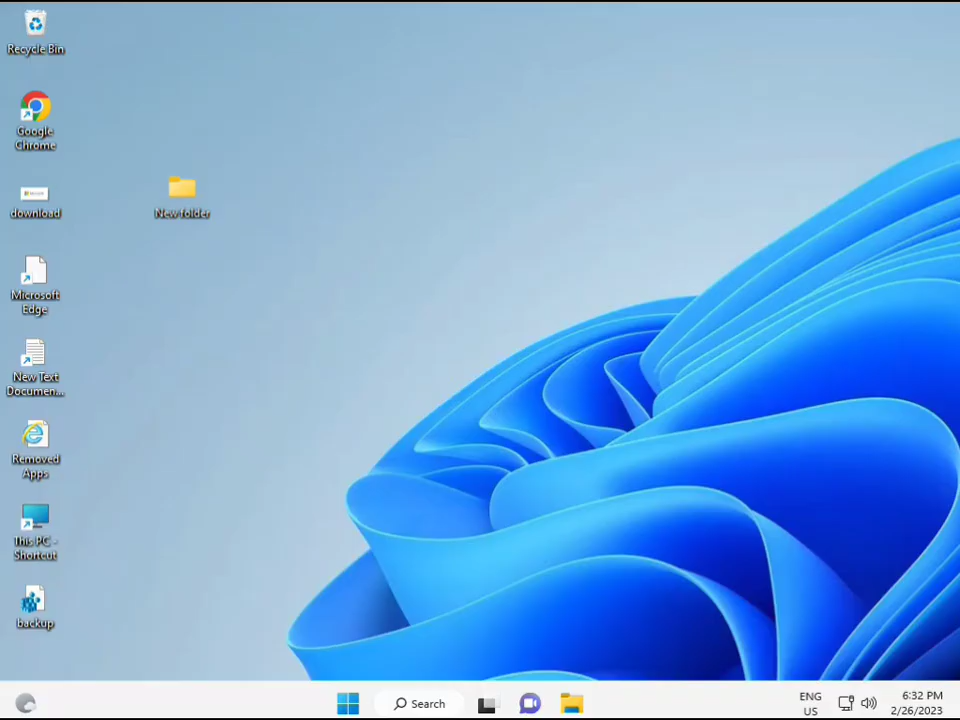 Recycle Bin
Google
Chrome
download
New folder
Microsoft
Edge
New Text
Documen...
Removed
Apps
This PC -
Shortcut
backup
Search
ENG
US
6:32 PM
2/26/2023